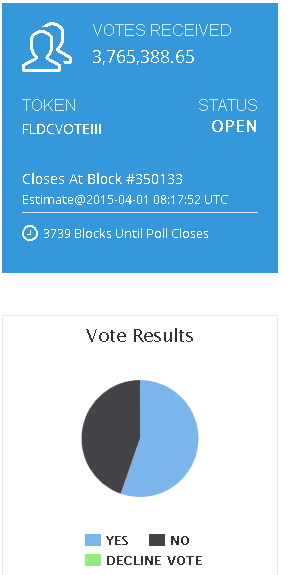 VOTES RECEIVED
3,765,388.65
TOKEN
STATUS
FLDCVOTEIII
OPEN
Closes At Block #350133
Estimate@2015-04-01 08:17:52 UTC
3739 Blocks Until Poll Closes
Vote Results
YES
NO
DECLINE VOTE